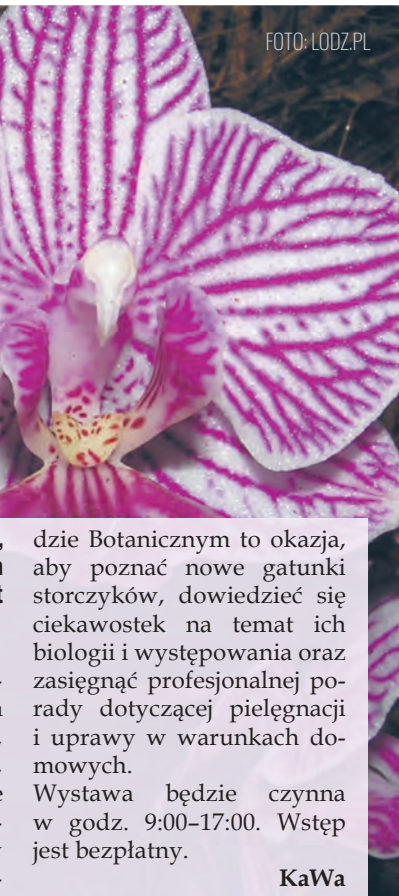 FOTO: LODZ.PL
dzie Botanicznym to okazja,
aby poznać nowe gatunki
storczyków, dowiedzieć się
ciekawostek na temat ich
biologii i występowania oraz
zasięgnąć profesjonalnej po-
rady dotyczącej pielęgnacji
i uprawy w warunkach do-
mowych.
Wystawa będzie czynna
w godz. 9:00–17:00. Wstęp
jest bezpłatny.
KaWa